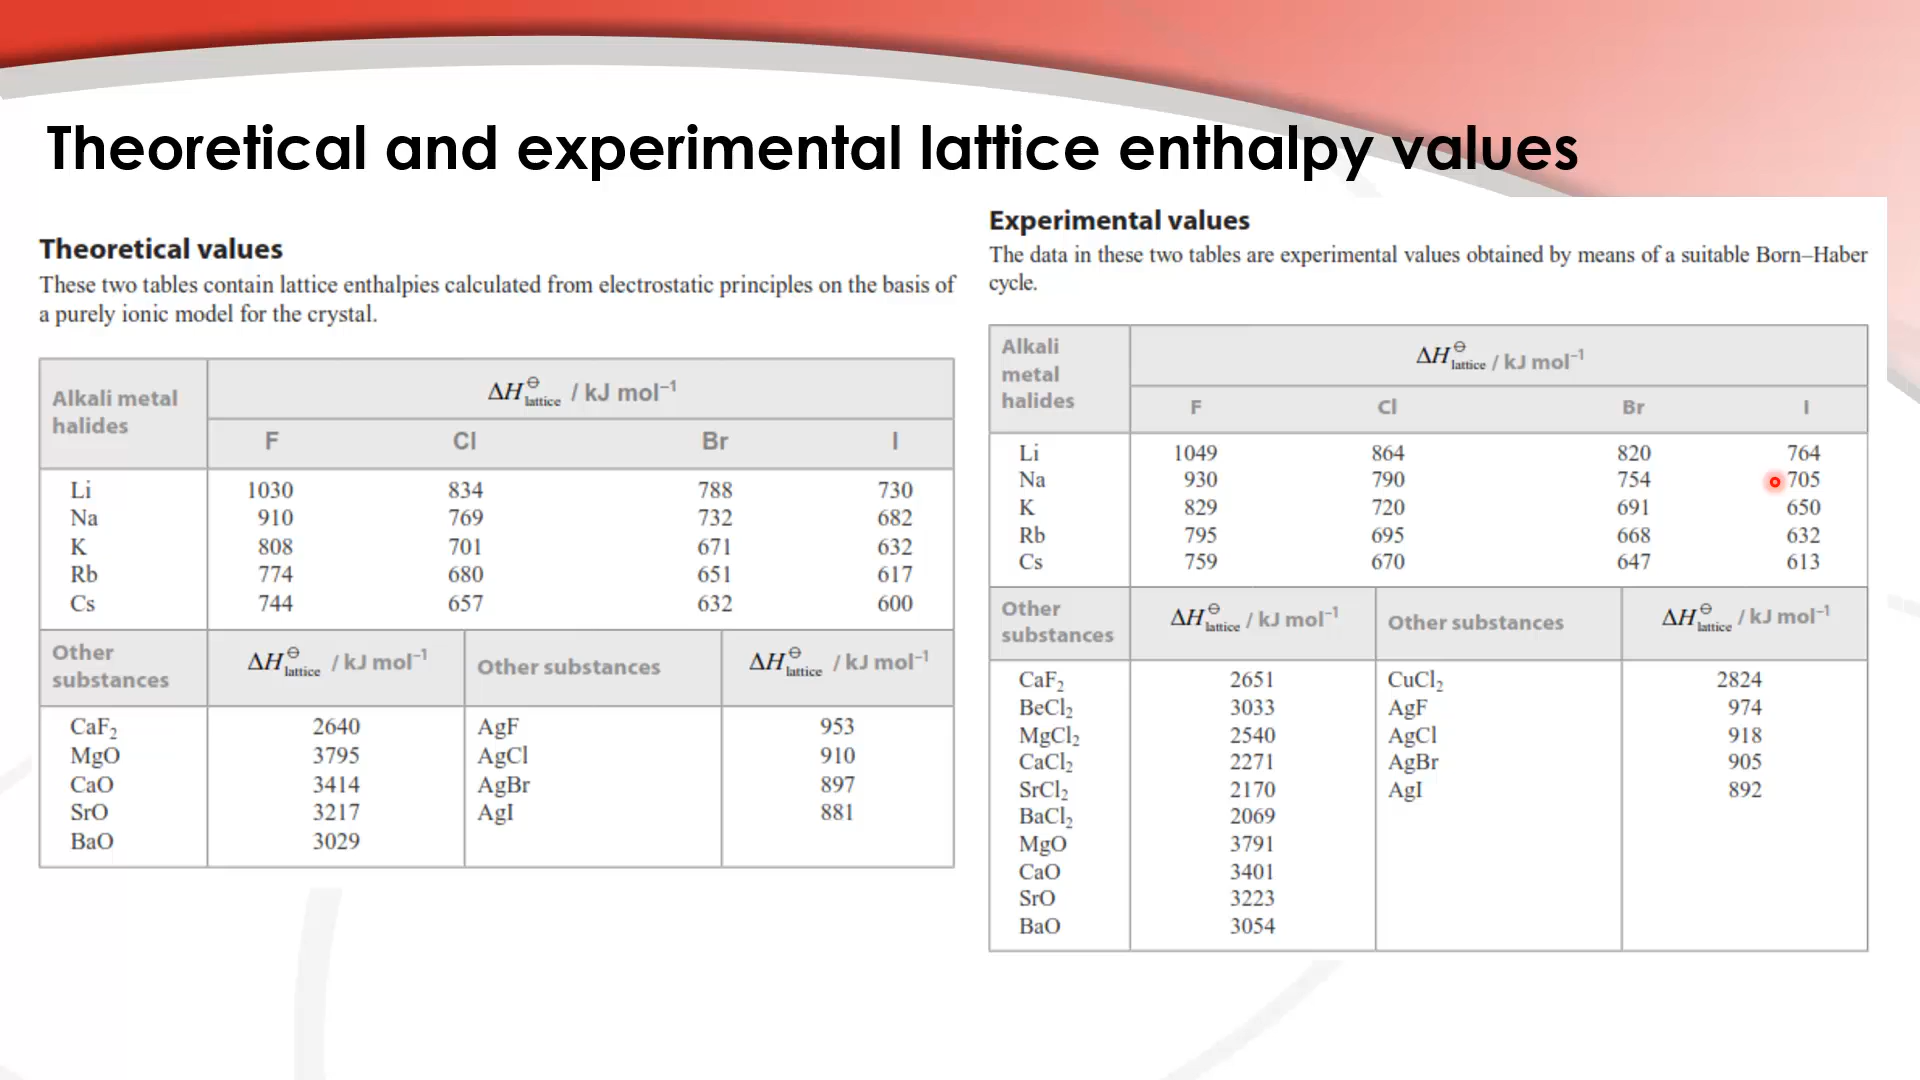 Theoretical and experimental lattice enthalpy values
Theoretical values
These two tables contain lattice enthalpies calculated from electrostatic principles on the basis of
a purely ionic model for the crystal.
Alkali metal
halides
ΔH⊖lattice / kJ mol⁻¹
F Cl Br I
Li 1030 834 788 730
Na 910 769 732 682
K 808 701 671 632
Rb 774 680 651 617
Cs 744 657 632 600
Other
substances
ΔH⊖lattice / kJ mol⁻¹
Other substances
ΔH⊖lattice / kJ mol⁻¹
CaF₂ 2640 AgF 953
MgO 3795 AgCl 910
CaO 3414 AgBr 897
SrO 3217 AgI 881
BaO 3029
Experimental values
The data in these two tables are experimental values obtained by means of a suitable Born–Haber
cycle.
Alkali
metal
halides
ΔH⊖lattice / kJ mol⁻¹
F Cl Br I
Li 1049 864 820 764
Na 930 790 754 705
K 829 720 691 650
Rb 795 695 668 632
Cs 759 670 647 613
Other
substances
ΔH⊖lattice / kJ mol⁻¹
Other substances
ΔH⊖lattice / kJ mol⁻¹
CaF₂ 2651 CuCl₂ 2824
BeCl₂ 3033 AgF 974
MgCl₂ 2540 AgCl 918
CaCl₂ 2271 AgBr 905
SrCl₂ 2170 AgI 892
BaCl₂ 2069
MgO 3791
CaO 3401
SrO 3223
BaO 3054